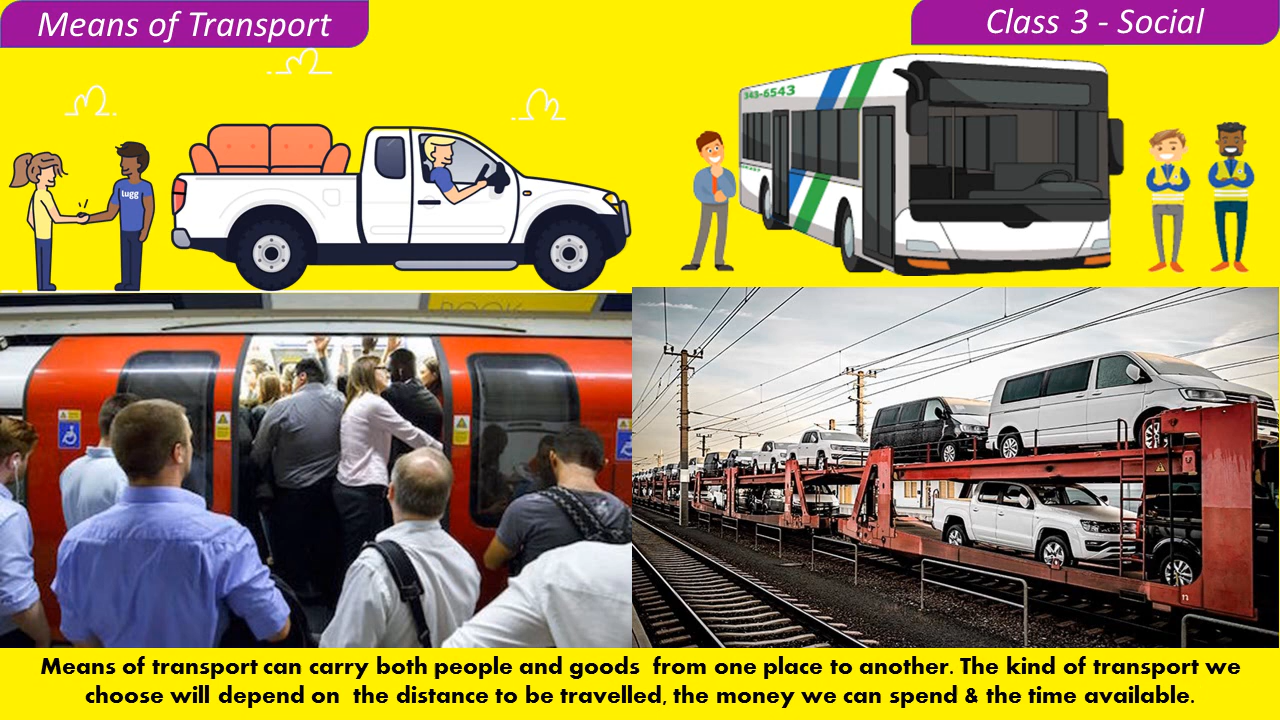 Means of Transport
Class 3 - Social
343-6543
lugg
BOOK
Means of transport can carry both people and goods  from one place to another. The kind of transport we
choose will depend on  the distance to be travelled, the money we can spend & the time available.